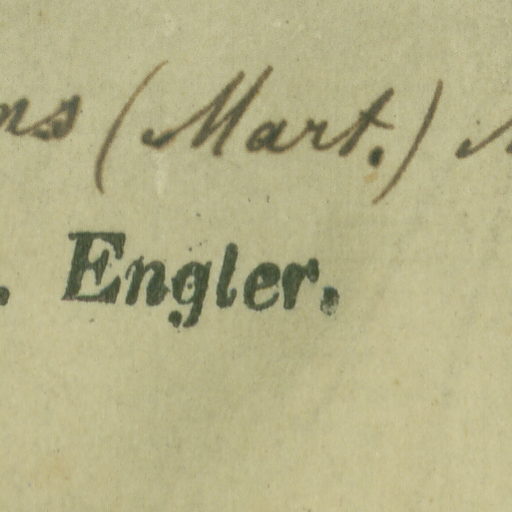 ns (Mart.)
. Engler.